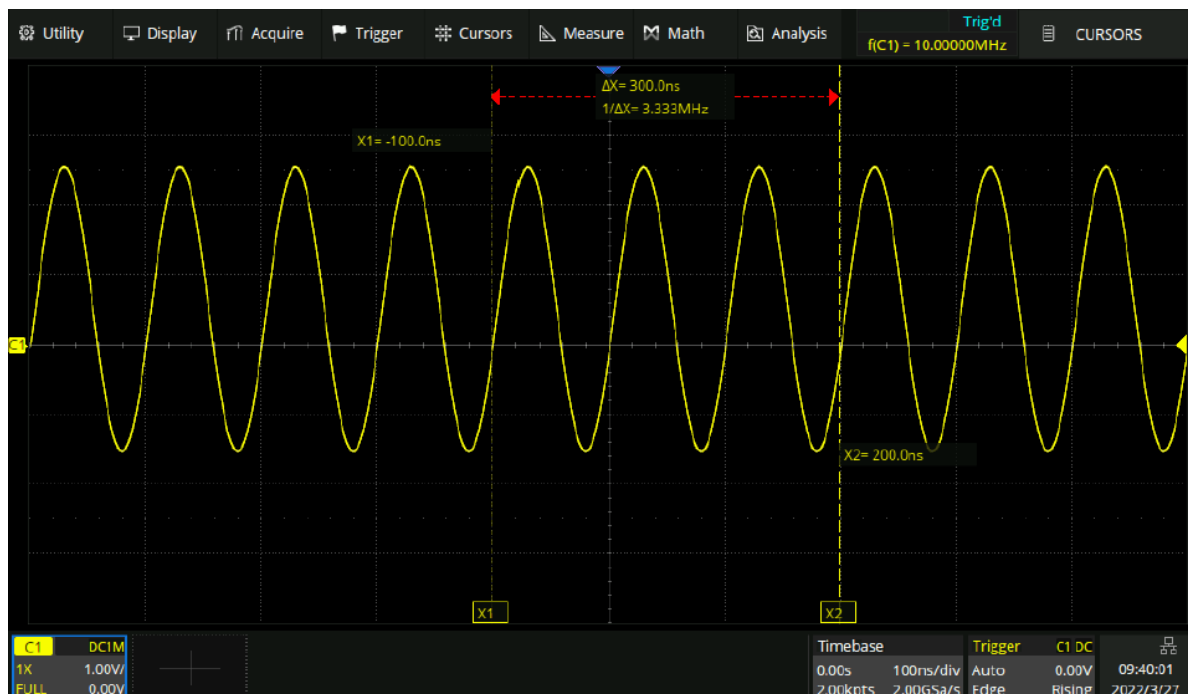 Utility Display Acquire Trigger Cursors Measure Math Analysis Trig'd CURSORS
f(C1) = 10.00000MHz
ΔX= 300.0ns
1/ΔX= 3.333MHz
X1= -100.0ns
C1
X2= 200.0ns
X1 X2
C1 DC1M Timebase Trigger C1 DC
1X 1.00V/ 0.00s 100ns/div Auto 0.00V 09:40:01
FULL 0.00V 2.00kpts 2.00GSa/s Edge Rising 2022/3/27